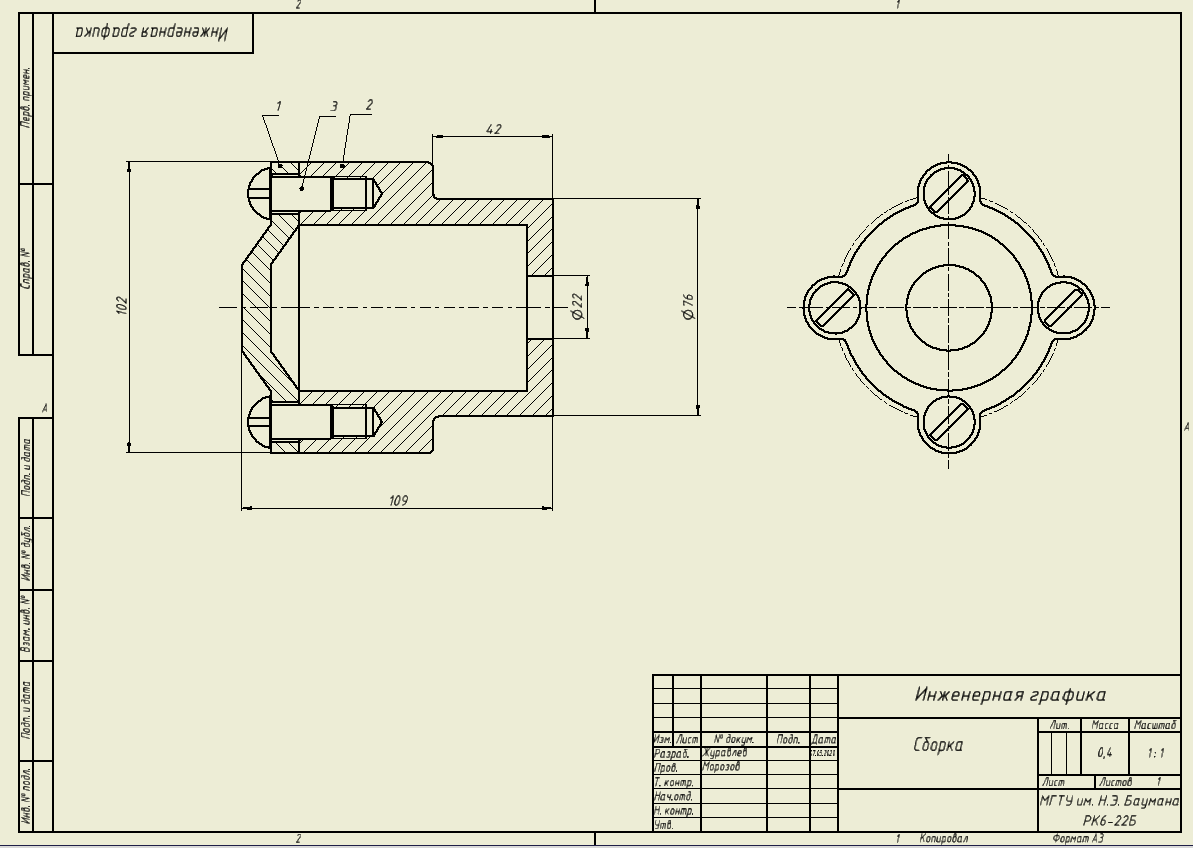 2
1
Инженерная графика
Перв. примен.
Справ. №
Подп. и дата
Инв. № дубл.
Взам. инв. №
Подп. и дата
Инв. № подл.
А
А
1
3
2
42
102
⌀22
⌀76
109
Инженерная графика
Сборка
Лит.
Масса
Масштаб
0,4
1:1
Лист
Листов
1
МГТУ им. Н.Э. Баумана
РК6-22Б
Изм.
Лист
№ докум.
Подп.
Дата
Разраб.
Журавлев
Пров.
Морозов
Т. контр.
Нач.отд.
Н. контр.
Утв.
2
1
Копировал
Формат А3